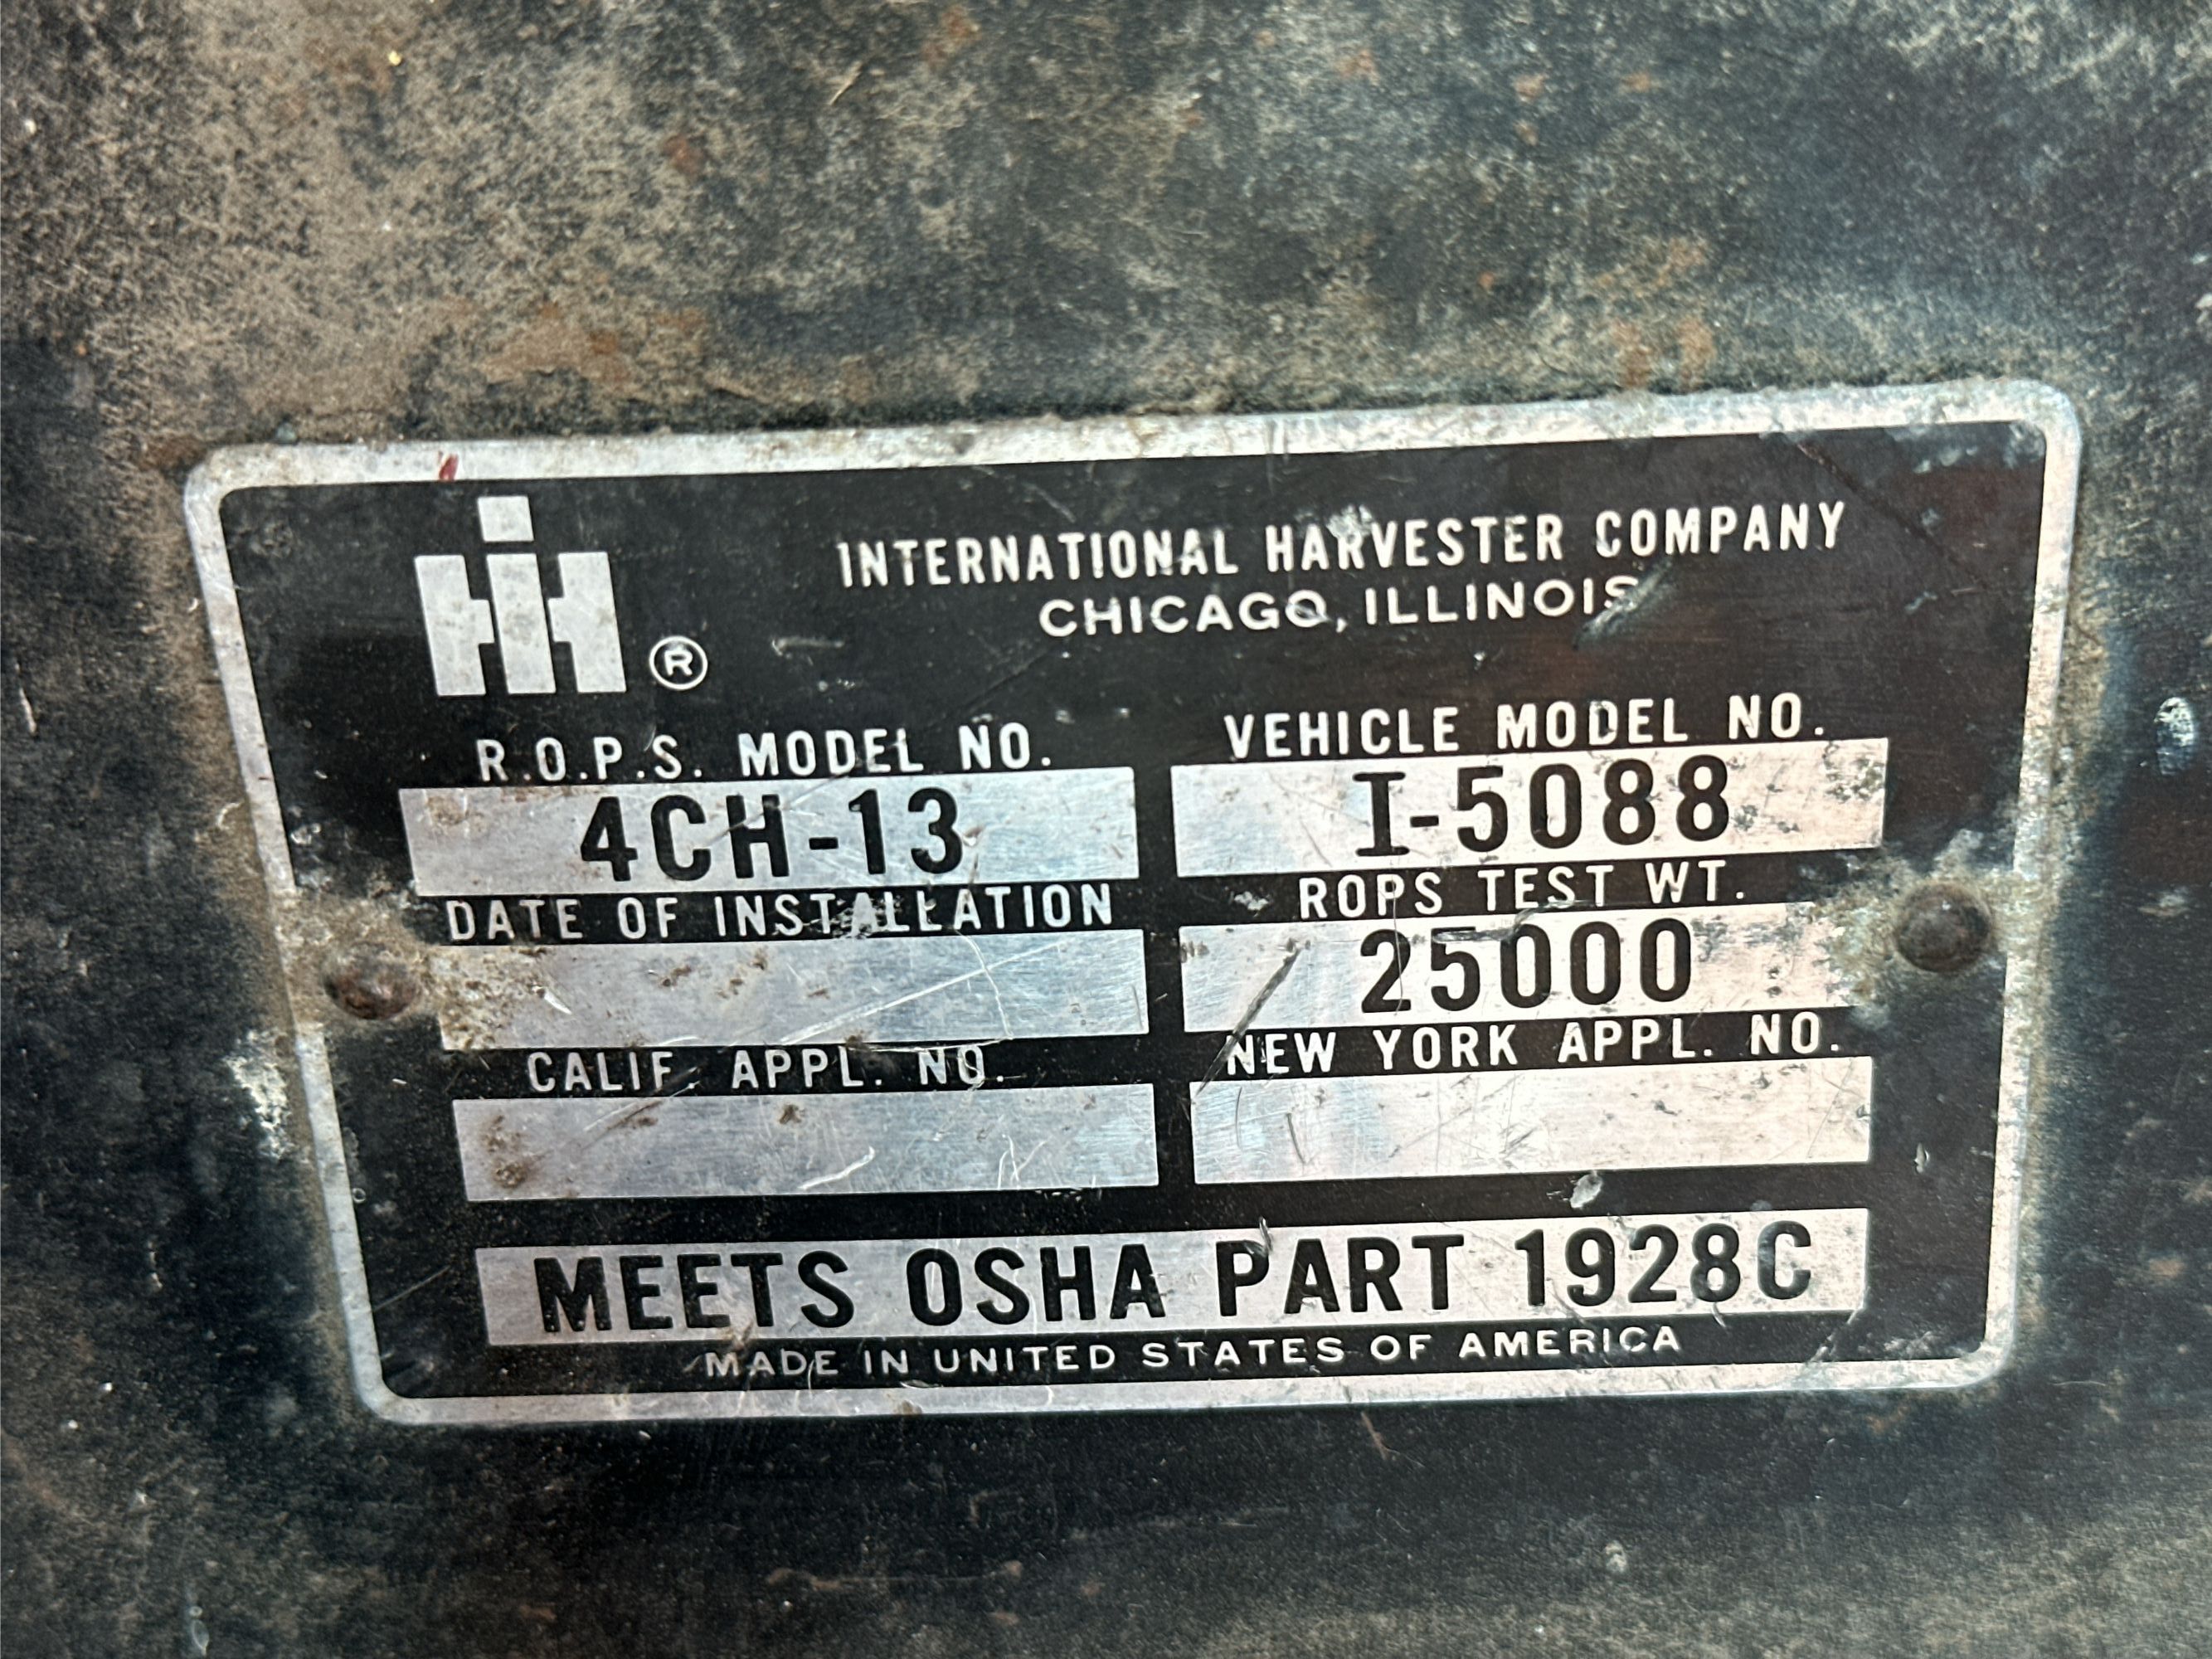 IH ®
INTERNATIONAL HARVESTER COMPANY
CHICAGO, ILLINOIS
R.O.P.S. MODEL NO.
4CH-13
VEHICLE MODEL NO.
I-5088
DATE OF INSTALLATION
ROPS TEST WT.
25000
CALIF. APPL. NO.
NEW YORK APPL. NO.
MEETS OSHA PART 1928C
MADE IN UNITED STATES OF AMERICA